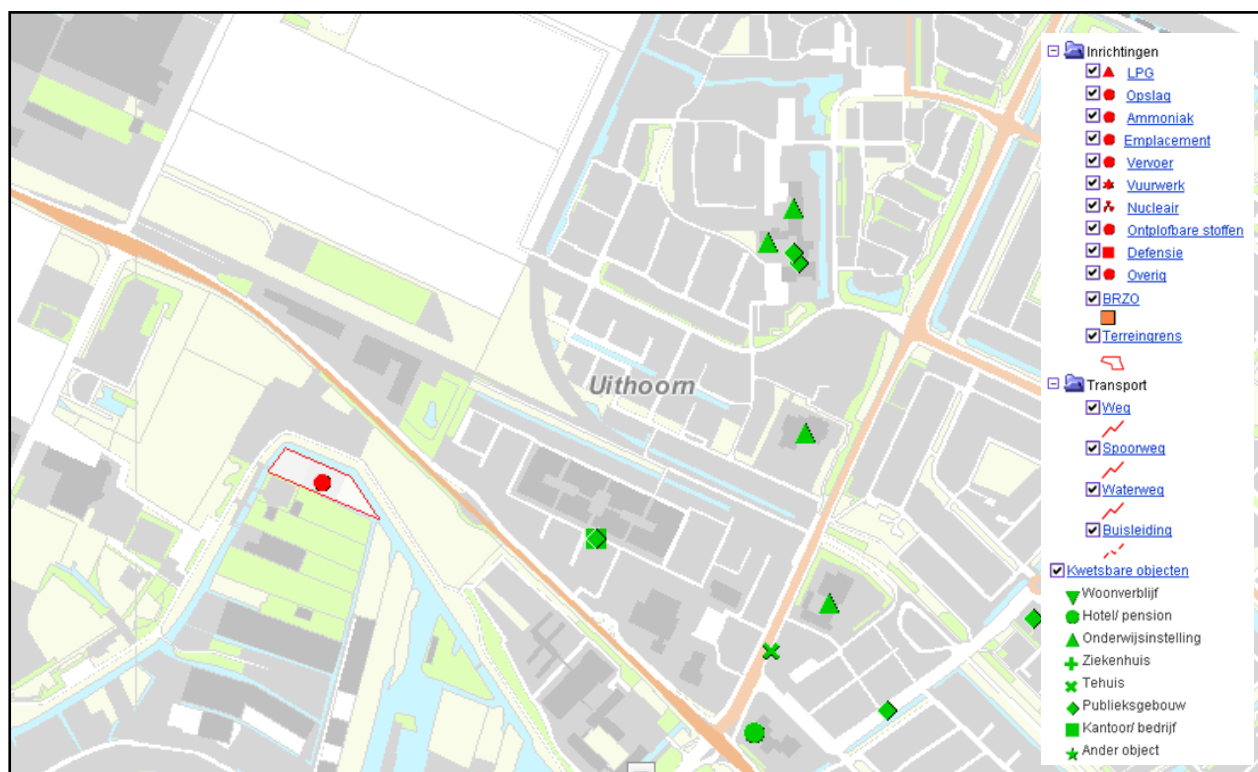 Uithoorn
Inrichtingen
LPG
Opslag
Ammoniak
Emplacement
Vervoer
Vuurwerk
Nucleair
Ontplofbare stoffen
Defensie
Overig
BRZO
Terreingrens
Transport
Weg
Spoorweg
Waterweg
Buisleiding
Kwetsbare objecten
Woonverblijf
Hotel/ pension
Onderwijsinstelling
Ziekenhuis
Tehuis
Publieksgebouw
Kantoor/ bedrijf
Ander object